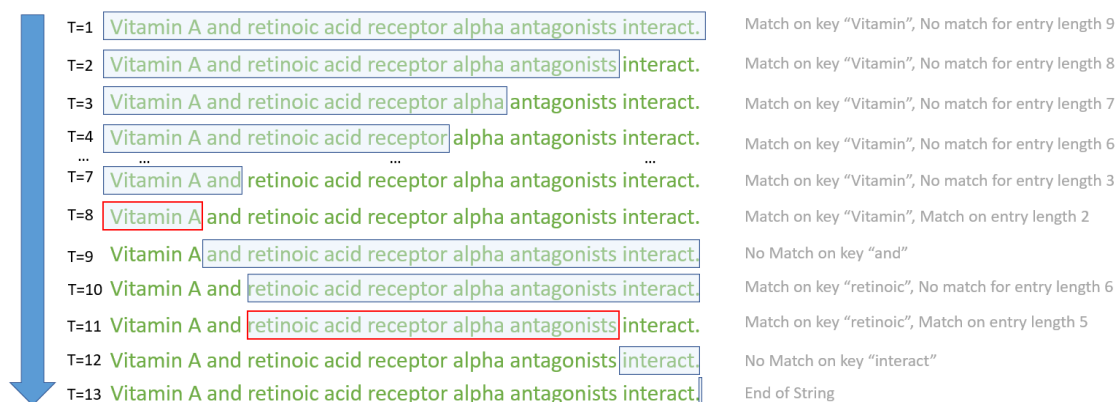 T=1 Vitamin A and retinoic acid receptor alpha antagonists interact. Match on key “Vitamin”, No match for entry length 9
T=2 Vitamin A and retinoic acid receptor alpha antagonists interact. Match on key “Vitamin”, No match for entry length 8
T=3 Vitamin A and retinoic acid receptor alpha antagonists interact. Match on key “Vitamin”, No match for entry length 7
T=4 Vitamin A and retinoic acid receptor alpha antagonists interact. Match on key “Vitamin”, No match for entry length 6
... ... ... ...
T=7 Vitamin A and retinoic acid receptor alpha antagonists interact. Match on key “Vitamin”, No match for entry length 3
T=8 Vitamin A and retinoic acid receptor alpha antagonists interact. Match on key “Vitamin”, Match on entry length 2
T=9 Vitamin A and retinoic acid receptor alpha antagonists interact. No Match on key “and”
T=10 Vitamin A and retinoic acid receptor alpha antagonists interact. Match on key “retinoic”, No match for entry length 6
T=11 Vitamin A and retinoic acid receptor alpha antagonists interact. Match on key “retinoic”, Match on entry length 5
T=12 Vitamin A and retinoic acid receptor alpha antagonists interact. No Match on key “interact”
T=13 Vitamin A and retinoic acid receptor alpha antagonists interact. End of String